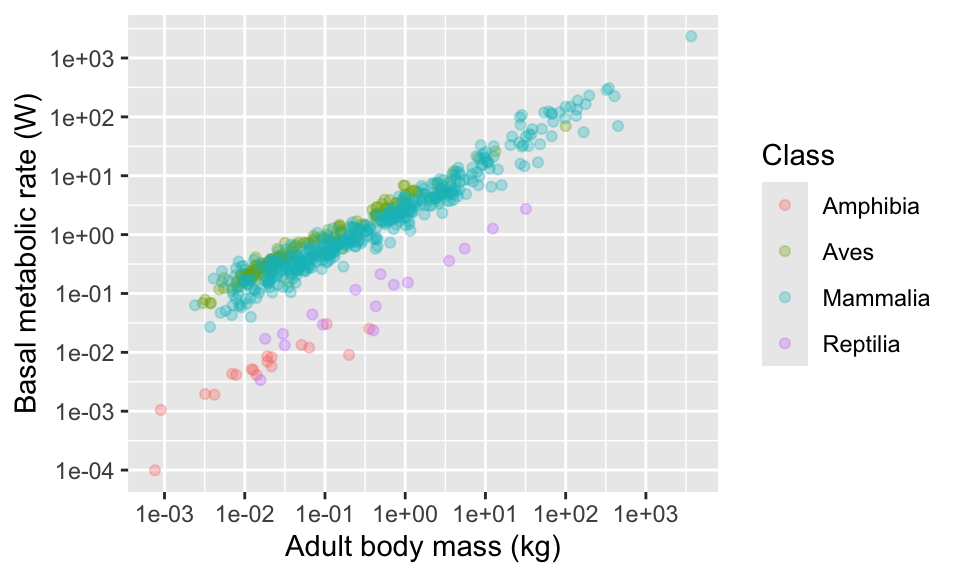 1e+03
1e+02
1e+01
1e+00
1e-01
1e-02
1e-03
1e-04
Basal metabolic rate (W)
1e-03 1e-02 1e-01 1e+00 1e+01 1e+02 1e+03
Adult body mass (kg)
Class
Amphibia
Aves
Mammalia
Reptilia